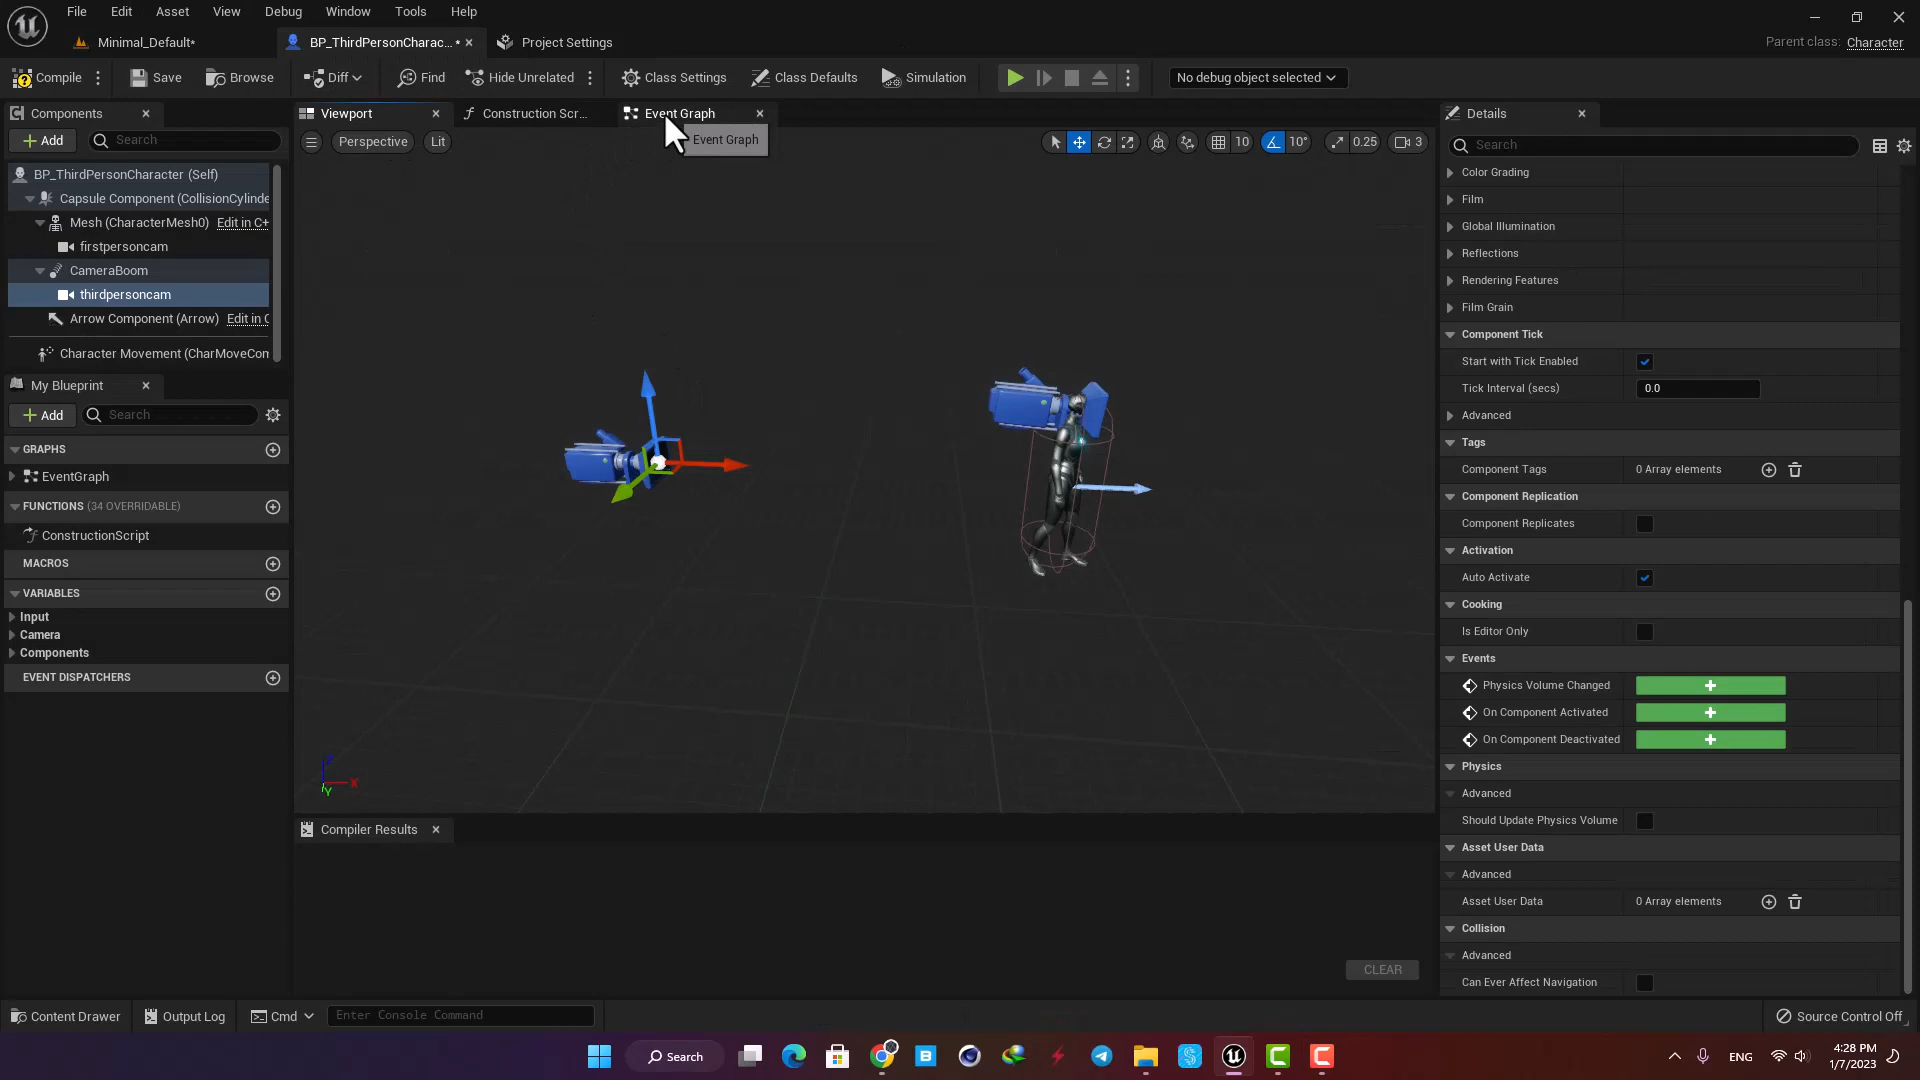 File Edit Asset View Debug Window Tools Help
Minimal_Default* BP_ThirdPersonCharac... * Project Settings Parent class: Character
Compile Save Browse Diff Find Hide Unrelated Class Settings Class Defaults Simulation No debug object selected
Components Viewport Construction Scr... Event Graph Details
Add Search Perspective Lit Event Graph 10 10° 0.25 3 Search
BP_ThirdPersonCharacter (Self)
Capsule Component (CollisionCylinde
Mesh (CharacterMesh0) Edit in C+
firstpersoncam
CameraBoom
thirdpersoncam
Arrow Component (Arrow) Edit in C
Character Movement (CharMoveCom
My Blueprint
Add Search
GRAPHS
EventGraph
FUNCTIONS (34 OVERRIDABLE)
ConstructionScript
MACROS
VARIABLES
Input
Camera
Components
EVENT DISPATCHERS
Z
X
Y
Compiler Results
CLEAR
Color Grading
Film
Global Illumination
Reflections
Rendering Features
Film Grain
Component Tick
Start with Tick Enabled
Tick Interval (secs) 0.0
Advanced
Tags
Component Tags 0 Array elements
Component Replication
Component Replicates
Activation
Auto Activate
Cooking
Is Editor Only
Events
Physics Volume Changed
On Component Activated
On Component Deactivated
Physics
Advanced
Should Update Physics Volume
Asset User Data
Advanced
Asset User Data 0 Array elements
Collision
Advanced
Can Ever Affect Navigation
Content Drawer Output Log Cmd Enter Console Command Source Control Off
Search ENG 4:28 PM
1/7/2023